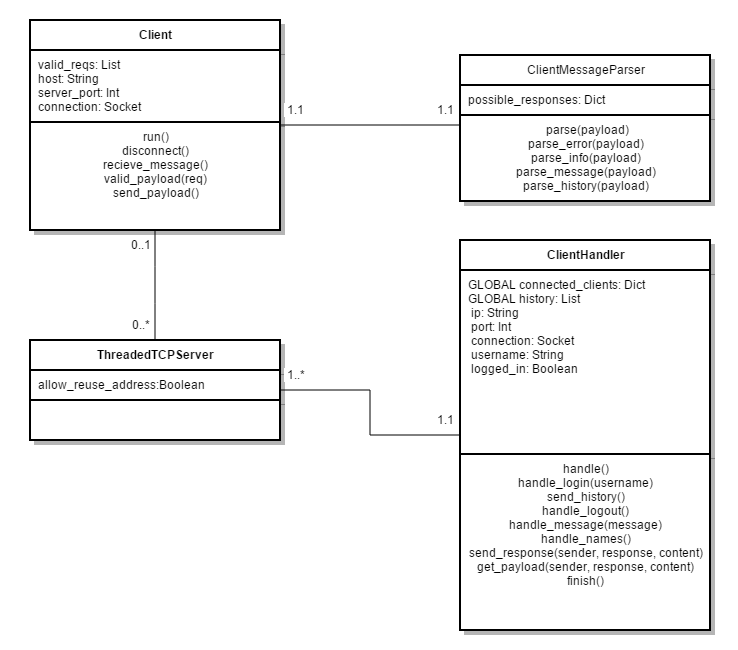 Client
valid_reqs: List
host: String
server_port: Int
connection: Socket
run()
disconnect()
recieve_message()
valid_payload(req)
send_payload()
1.1
1.1
ClientMessageParser
possible_responses: Dict
parse(payload)
parse_error(payload)
parse_info(payload)
parse_message(payload)
parse_history(payload)
0..1
0..*
ThreadedTCPServer
allow_reuse_address:Boolean
1..*
1.1
ClientHandler
GLOBAL connected_clients: Dict
GLOBAL history: List
ip: String
port: Int
connection: Socket
username: String
logged_in: Boolean
handle()
handle_login(username)
send_history()
handle_logout()
handle_message(message)
handle_names()
send_response(sender, response, content)
get_payload(sender, response, content)
finish()